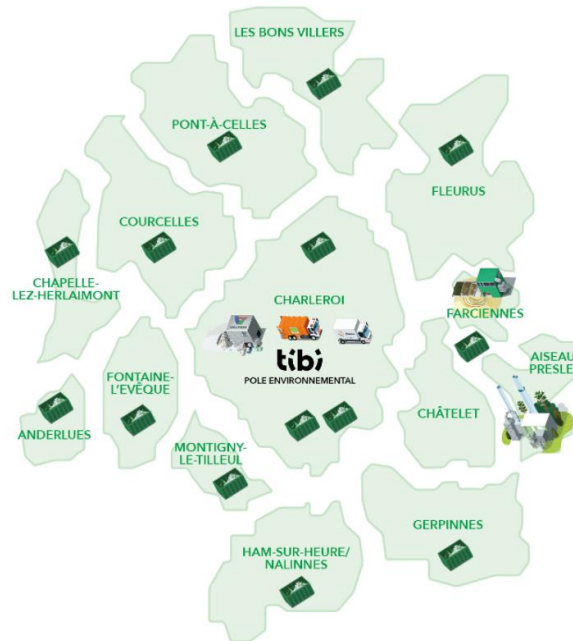 LES BONS VILLERS
PONT-À-CELLES
FLEURUS
COURCELLES
CHAPELLE-
LEZ-HERLAIMONT
CHARLEROI
tibi
POLE ENVIRONNEMENTAL
FARCIENNES
AISEAU
PRESLE
FONTAINE-
L'EVÊQUE
ANDERLUES
CHÂTELET
MONTIGNY-
LE-TILLEUL
GERPINNES
HAM-SUR-HEURE/
NALINNES